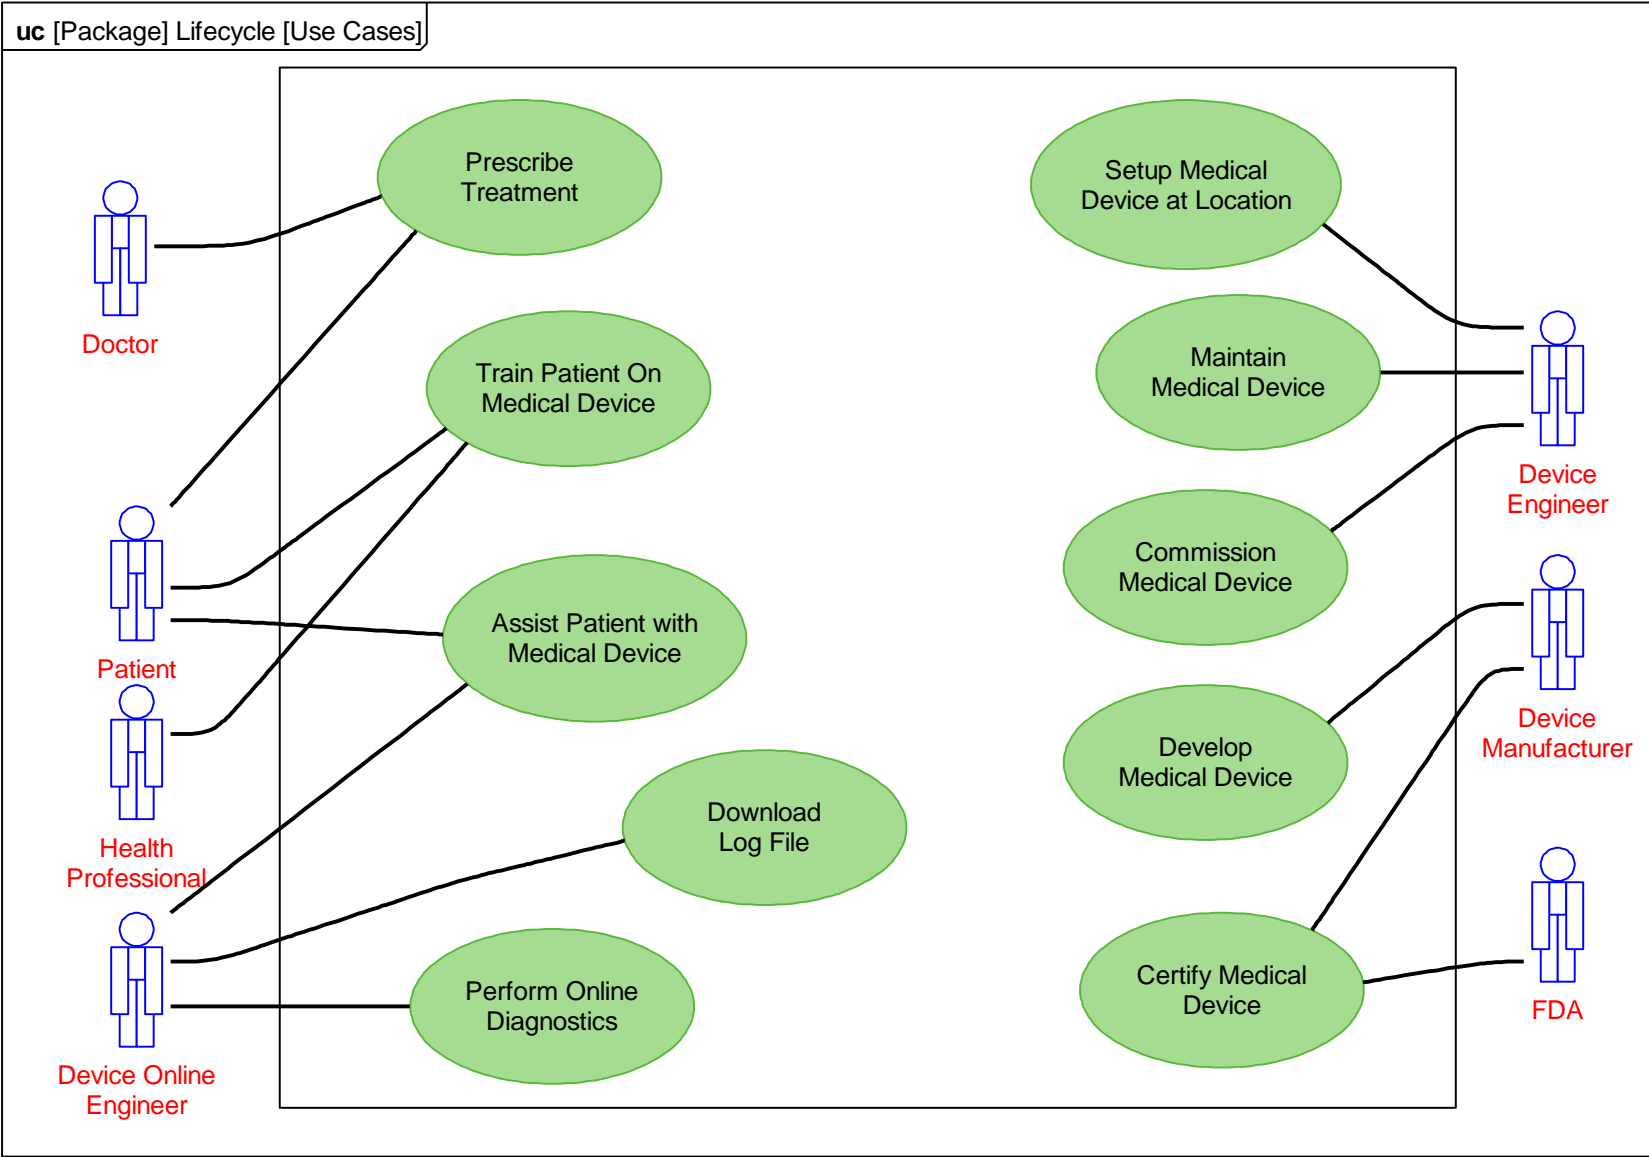 uc [Package] Lifecycle [Use Cases]
Prescribe
Treatment
Setup Medical
Device at Location
Doctor
Train Patient On
Medical Device
Maintain
Medical Device
Device
Engineer
Commission
Medical Device
Patient
Assist Patient with
Medical Device
Device
Manufacturer
Develop
Medical Device
Health
Professional
Download
Log File
Perform Online
Diagnostics
Certify Medical
Device
FDA
Device Online
Engineer